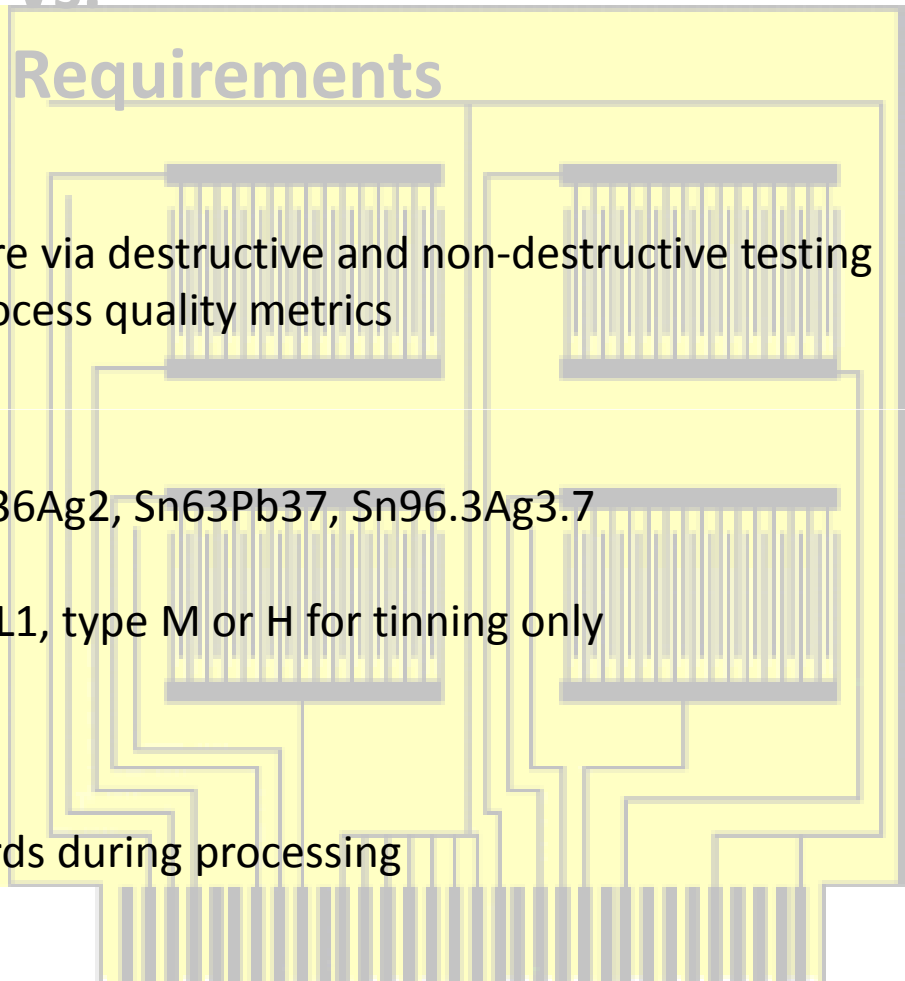 vs.
Requirements
re via destructive and non-destructive testing
ocess quality metrics
36Ag2, Sn63Pb37, Sn96.3Ag3.7
L1, type M or H for tinning only
rds during processing